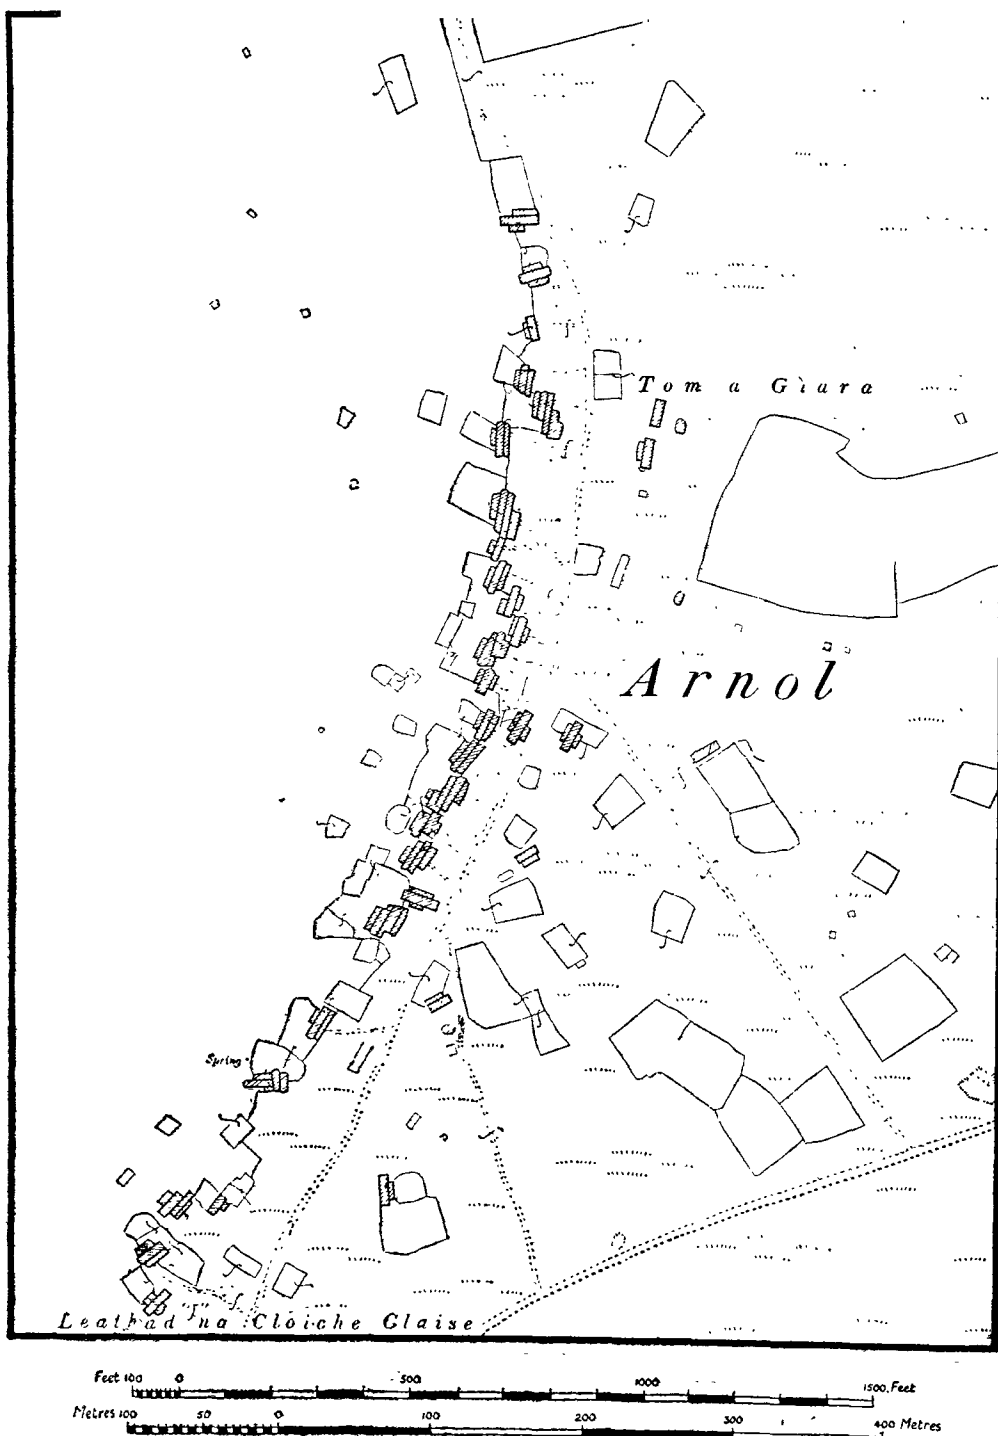 Tom a Giara
Arnol
Spring
Leathad na Cloiche Glaise
Feet 100 0 500 1000 1500 Feet
Metres 100 50 0 100 200 300 400 Metres